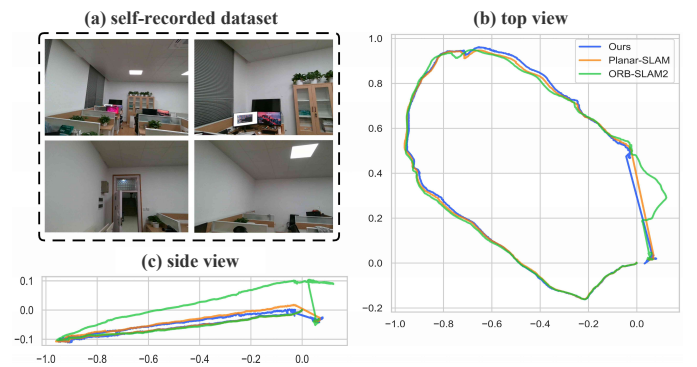 (a) self-recorded dataset
(b) top view
Ours
Planar-SLAM
ORB-SLAM2
1.0
0.8
0.6
0.4
0.2
0.0
−0.2
−1.0 −0.8 −0.6 −0.4 −0.2 0.0
(c) side view
0.1
0.0
−0.1
−1.0 −0.8 −0.6 −0.4 −0.2 0.0